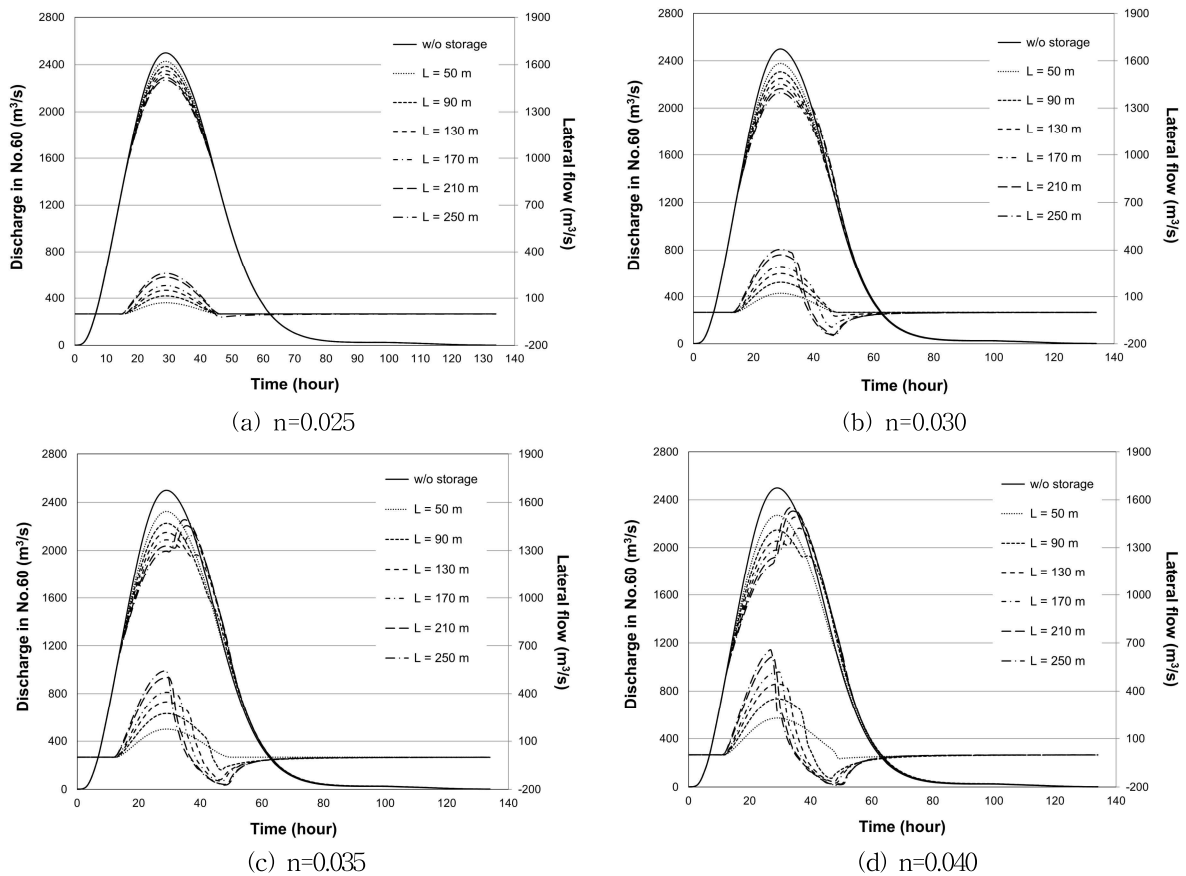 2800
2400
2000
1600
1200
800
400
0
Discharge in No.60 (m³/s)
1900
1600
1300
1000
700
400
100
-200
Lateral flow (m³/s)
w/o storage
L = 50 m
L = 90 m
L = 130 m
L = 170 m
L = 210 m
L = 250 m
0 10 20 30 40 50 60 70 80 90 100 110 120 130 140
Time (hour)
(a) n=0.025
2800
2400
2000
1600
1200
800
400
0
Discharge in No.60 (m³/s)
1900
1600
1300
1000
700
400
100
-200
Lateral flow (m³/s)
w/o storage
L = 50 m
L = 90 m
L = 130 m
L = 170 m
L = 210 m
L = 250 m
0 20 40 60 80 100 120 140
Time (hour)
(b) n=0.030
2800
2400
2000
1600
1200
800
400
0
Discharge in No.60 (m³/s)
1900
1600
1300
1000
700
400
100
-200
Lateral flow (m³/s)
w/o storage
L = 50 m
L = 90 m
L = 130 m
L = 170 m
L = 210 m
L = 250 m
0 20 40 60 80 100 120 140
Time (hour)
(c) n=0.035
2800
2400
2000
1600
1200
800
400
0
Discharge in No.60 (m³/s)
1900
1600
1300
1000
700
400
100
-200
Lateral flow (m³/s)
w/o storage
L = 50 m
L = 90 m
L = 130 m
L = 170 m
L = 210 m
L = 250 m
0 20 40 60 80 100 120 140
Time (hour)
(d) n=0.040